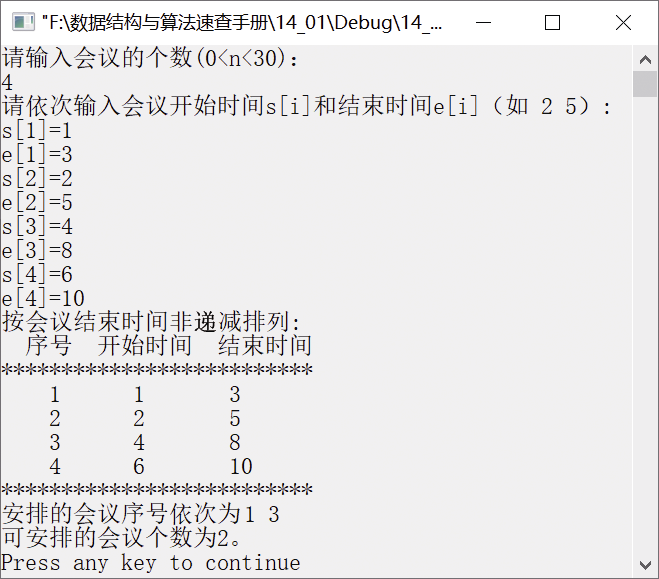 "F:\数据结构与算法速查手册\14_01\Debug\14_...
请输入会议的个数(0<n<30):
4
请依次输入会议开始时间s[i]和结束时间e[i]（如 2 5）:
s[1]=1
e[1]=3
s[2]=2
e[2]=5
s[3]=4
e[3]=8
s[4]=6
e[4]=10
按会议结束时间非递减排列:
序号 开始时间 结束时间
**************************
1 1 3
2 2 5
3 4 8
4 6 10
**************************
安排的会议序号依次为1 3
可安排的会议个数为2。
Press any key to continue